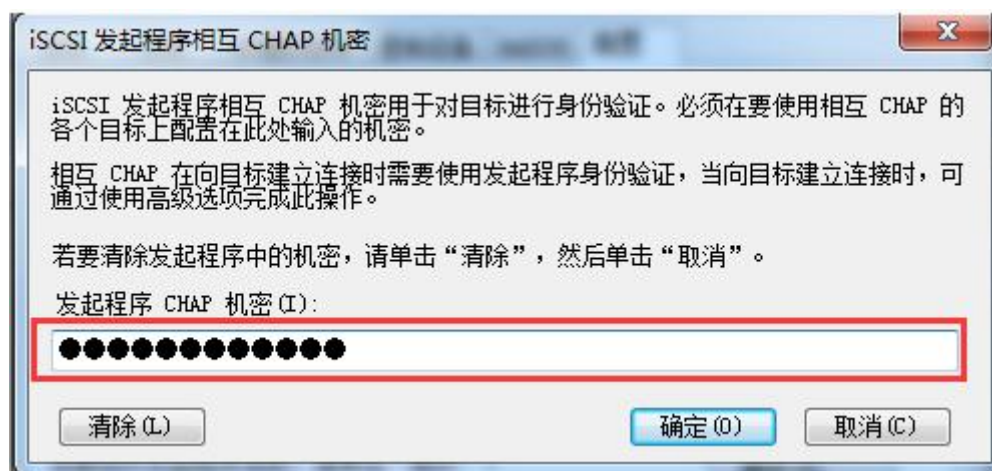 iSCSI 发起程序相互 CHAP 机密
iSCSI 发起程序相互 CHAP 机密用于对目标进行身份验证。必须在要使用相互 CHAP 的
各个目标上配置在此处输入的机密。
相互 CHAP 在向目标建立连接时需要使用发起程序身份验证，当向目标建立连接时，可
通过使用高级选项完成此操作。
若要清除发起程序中的机密，请单击“清除”，然后单击“取消”。
发起程序 CHAP 机密(I):
●●●●●●●●●●●●
清除(L)
确定(O)
取消(C)